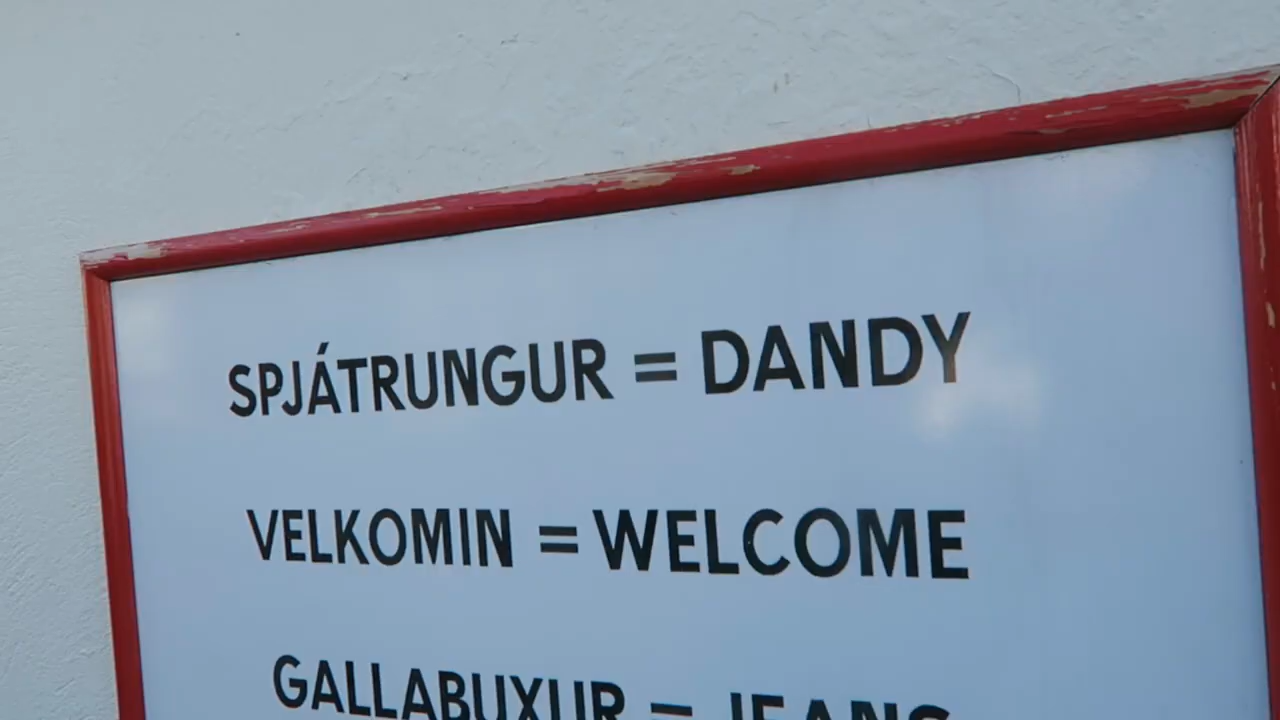 SPJÁTRUNGUR = DANDY
VELKOMIN = WELCOME
GALLABUXUR = JEANS